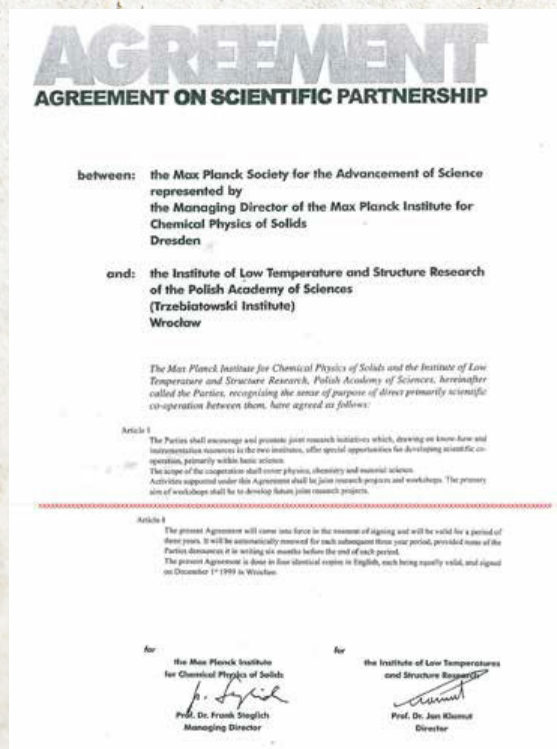 AGREEMENT
AGREEMENT ON SCIENTIFIC PARTNERSHIP
between: the Max Planck Society for the Advancement of Science
represented by
the Managing Director of the Max Planck Institute for
Chemical Physics of Solids
Dresden
and: the Institute of Low Temperature and Structure Research
of the Polish Academy of Sciences
(Trzebiatowski Institute)
Wrocław
The Max Planck Institute for Chemical Physics of Solids and the Institute of Low
Temperature and Structure Research, Polish Academy of Sciences, hereinafter
called the Parties, recognising the sense of purpose of direct primarily scientific
co-operation between them, have agreed as follows:
Article 1
The Parties shall encourage and promote joint research initiatives which, drawing on know-how and
instrumentation resources in the two institutes, offer special opportunities for developing scientific co-
operation, primarily within basic science.
The scope of the cooperation shall cover physics, chemistry and material science.
Activities supported under this Agreement shall be joint research projects and workshops. The primary
aim of workshops shall be to develop future joint research projects.
Article 8
The present Agreement will come into force in the moment of signing and will be valid for a period of
three years. It will be automatically renewed for each subsequent three year period, provided none of the
Parties denounces it in writing six months before the end of each period.
The present Agreement is done in four identical copies in English, each being equally valid, and signed
on December 1st 1999 in Wrocław.
for for
the Max Planck Institute the Institute of Low Temperatures
for Chemical Physics of Solids and Structure Research
Prof. Dr. Frank Steglich Prof. Dr. Jan Klamut
Managing Director Director